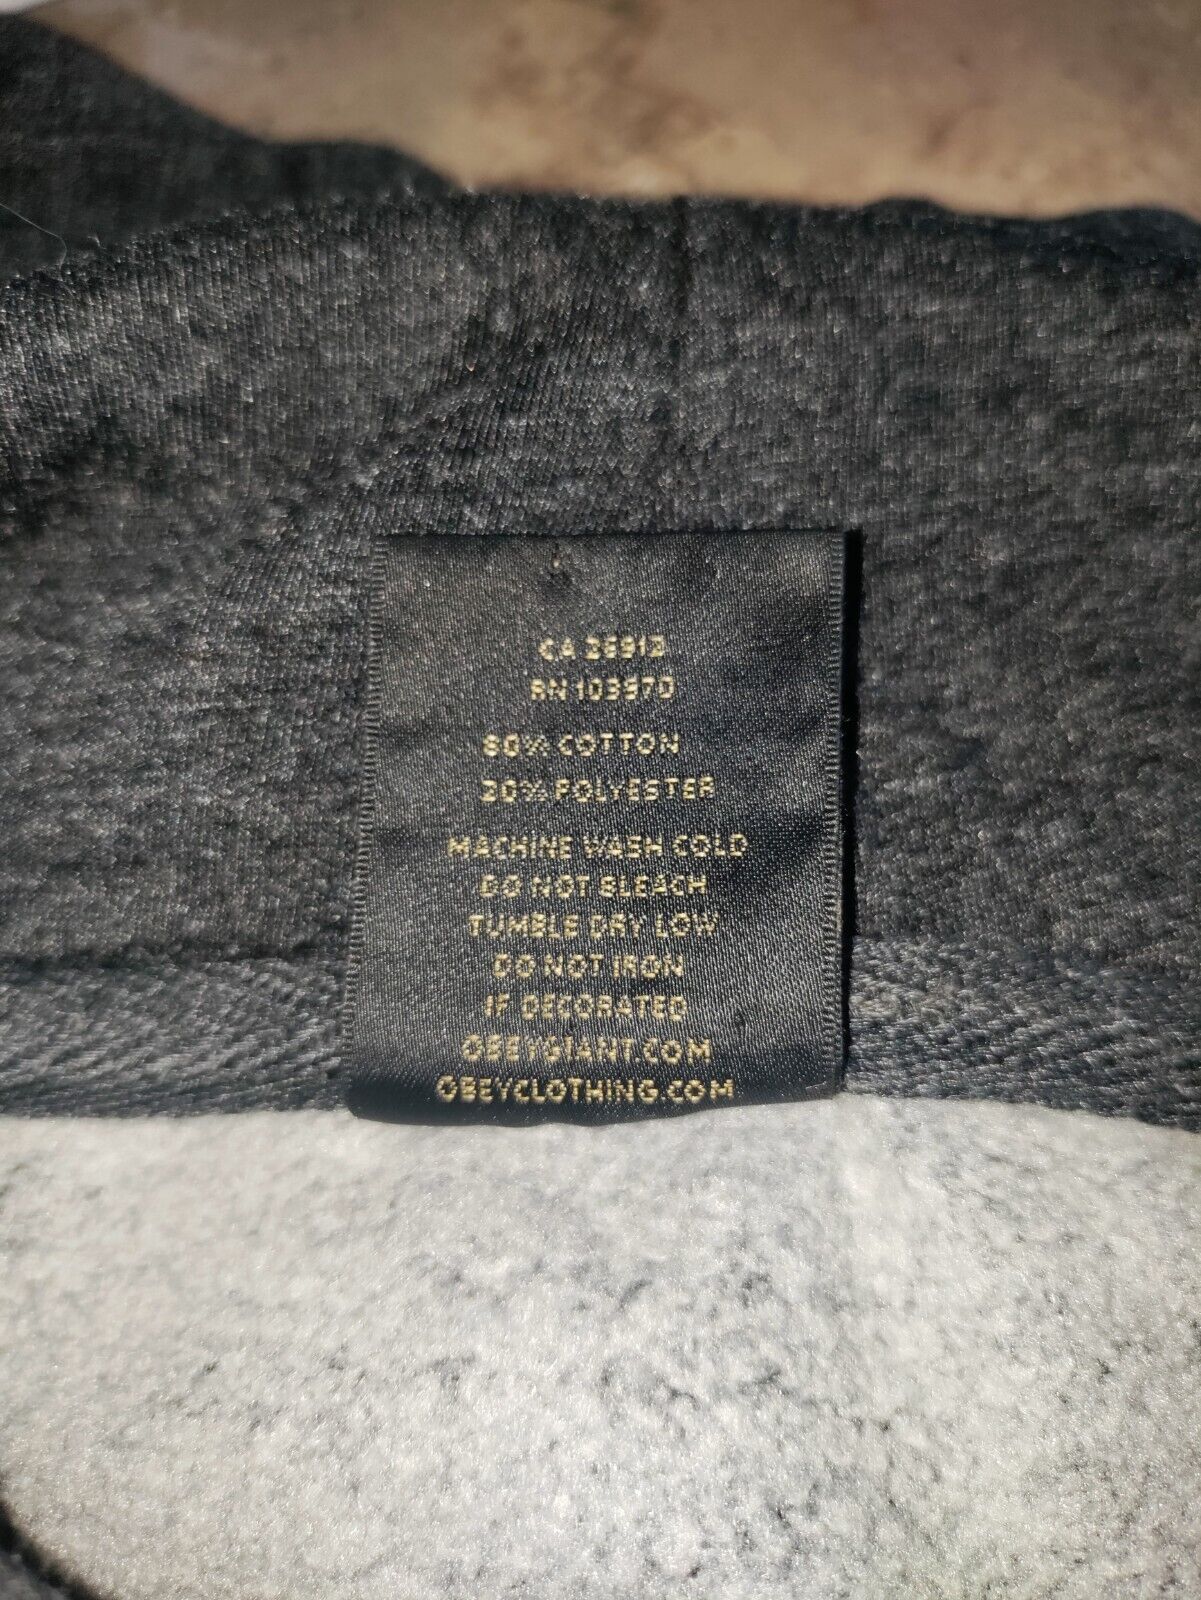 CA 26912
RN 103970
80% COTTON
20% POLYESTER
MACHINE WASH COLD
DO NOT BLEACH
TUMBLE DRY LOW
DO NOT IRON
IF DECORATED
OBEYGIANT.COM
OBEYCLOTHING.COM